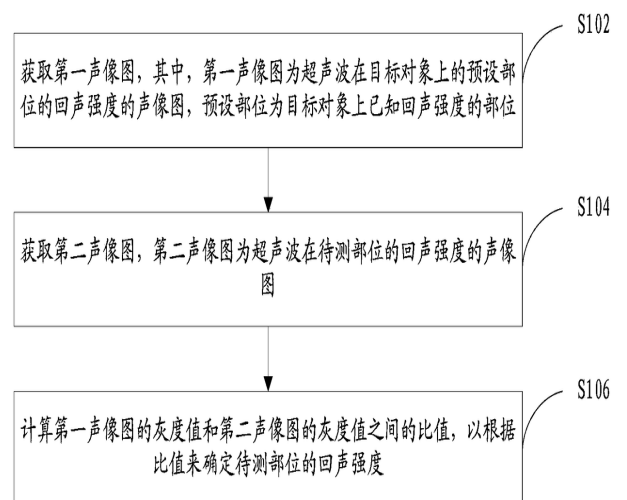 S102
获取第一声像图，其中，第一声像图为超声波在目标对象上的预设部
位的回声强度的声像图，预设部位为目标对象上已知回声强度的部位
S104
获取第二声像图，第二声像图为超声波在待测部位的回声强度的声像
图
S106
计算第一声像图的灰度值和第二声像图的灰度值之间的比值，以根据
比值来确定待测部位的回声强度